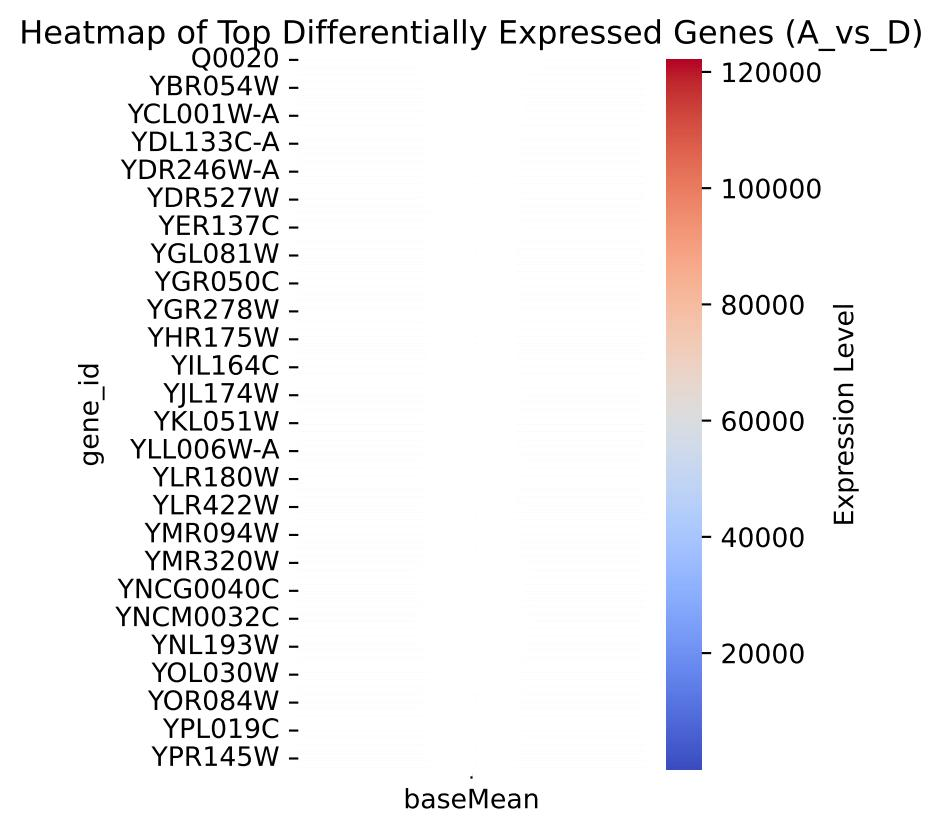 Heatmap of Top Differentially Expressed Genes (A_vs_D)
Q0020
YBR054W
YCL001W-A
YDL133C-A
YDR246W-A
YDR527W
YER137C
YGL081W
YGR050C
YGR278W
YHR175W
YIL164C
YJL174W
YKL051W
YLL006W-A
YLR180W
YLR422W
YMR094W
YMR320W
YNCG0040C
YNCM0032C
YNL193W
YOL030W
YOR084W
YPL019C
YPR145W
gene_id
baseMean
120000
100000
80000
60000
40000
20000
Expression Level